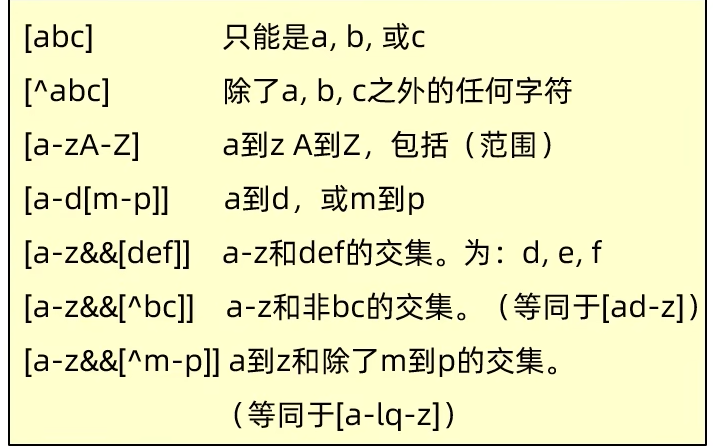 [abc] 只能是a, b, 或c
[^abc] 除了a, b, c之外的任何字符
[a-zA-Z] a到z A到Z，包括（范围）
[a-d[m-p]] a到d，或m到p
[a-z&&[def]] a-z和def的交集。为：d, e, f
[a-z&&[^bc]] a-z和非bc的交集。（等同于[ad-z]）
[a-z&&[^m-p]] a到z和除了m到p的交集。
（等同于[a-lq-z]）